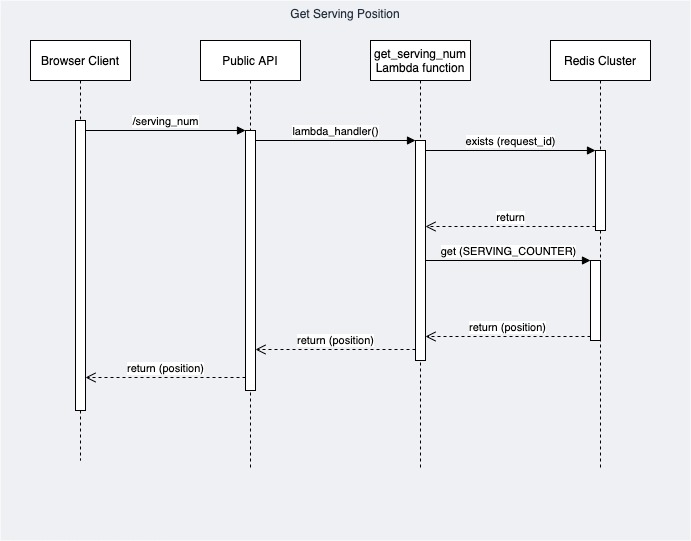 Get Serving Position
Browser Client
Public API
get_serving_num
Lambda function
Redis Cluster
/serving_num
lambda_handler()
exists (request_id)
return
get (SERVING_COUNTER)
return (position)
return (position)
return (position)